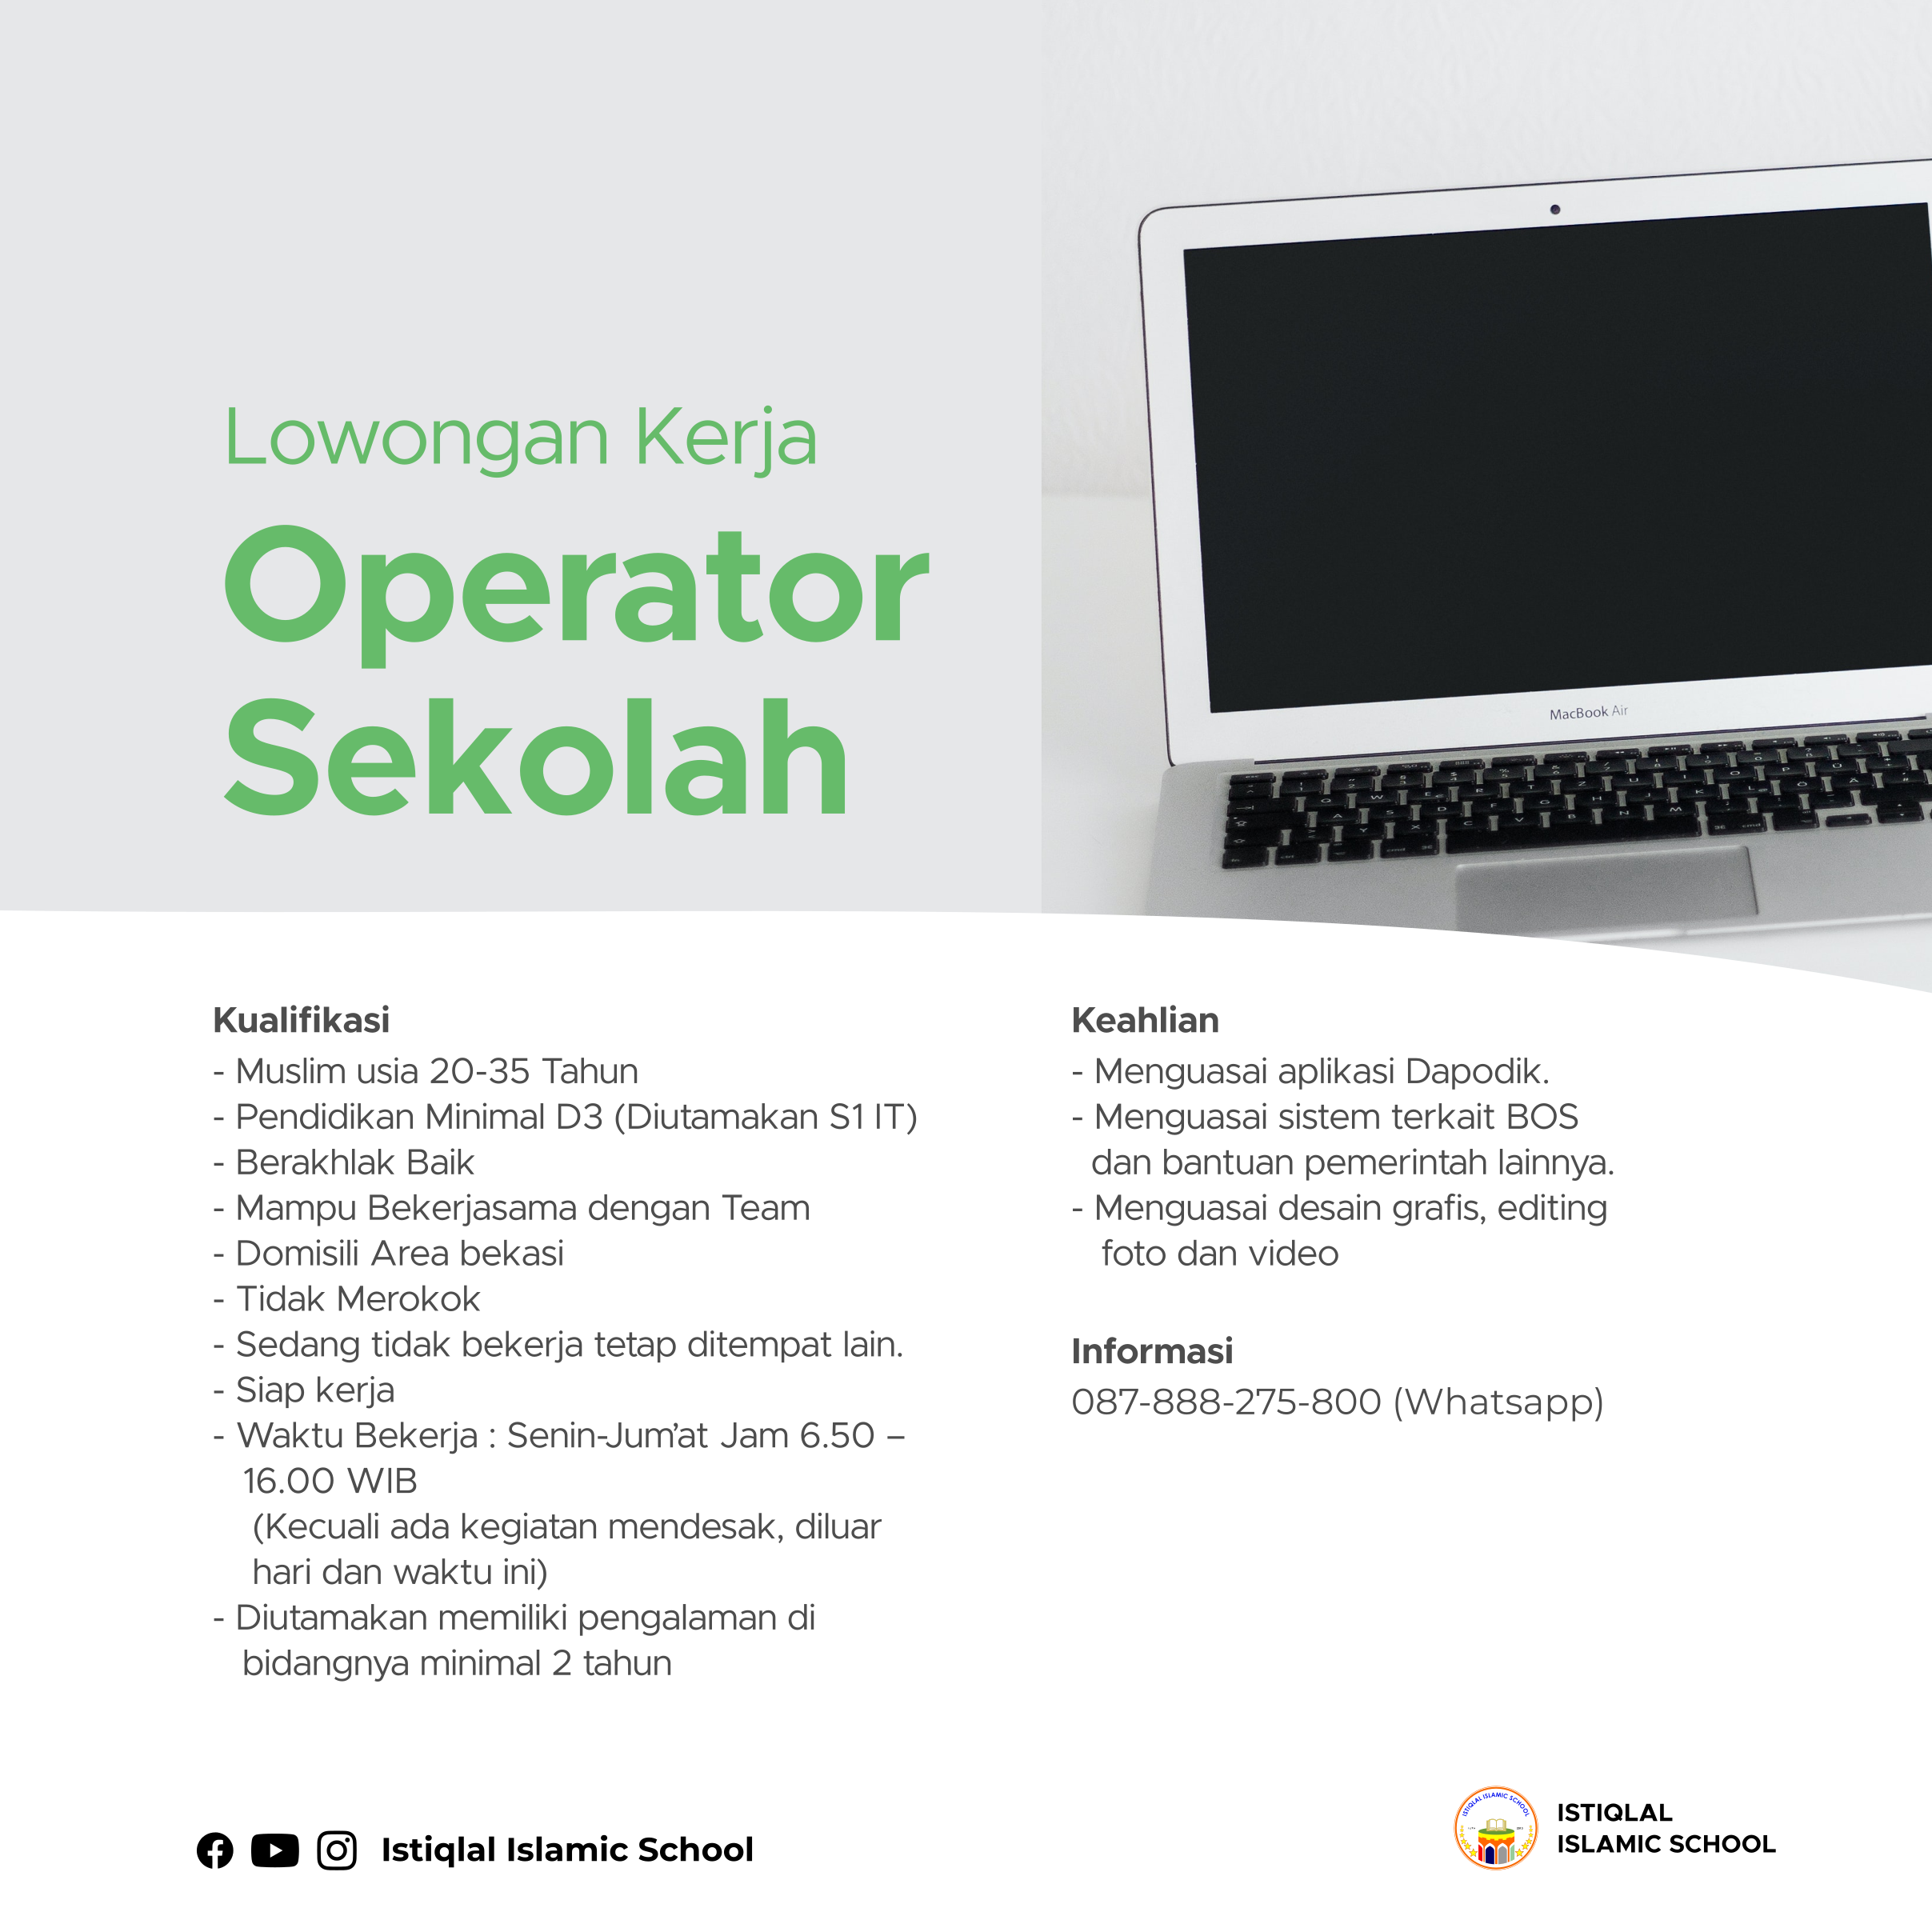 Lowongan Kerja
Operator
Sekolah
MacBook Air
Kualifikasi
- Muslim usia 20-35 Tahun
- Pendidikan Minimal D3 (Diutamakan S1 IT)
- Berakhlak Baik
- Mampu Bekerjasama dengan Team
- Domisili Area bekasi
- Tidak Merokok
- Sedang tidak bekerja tetap ditempat lain.
- Siap kerja
- Waktu Bekerja : Senin-Jum’at Jam 6.50 –
16.00 WIB
(Kecuali ada kegiatan mendesak, diluar
hari dan waktu ini)
- Diutamakan memiliki pengalaman di
bidangnya minimal 2 tahun
Keahlian
- Menguasai aplikasi Dapodik.
- Menguasai sistem terkait BOS
dan bantuan pemerintah lainnya.
- Menguasai desain grafis, editing
foto dan video
Informasi
087-888-275-800 (Whatsapp)
Istiqlal Islamic School
ISTIQLAL ISLAMIC SCHOOL
ISTIQLAL
ISLAMIC SCHOOL